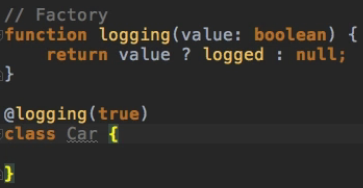 // Factory
function logging(value: boolean) {
    return value ? logged : null;
}

@logging(true)
class Car {

}